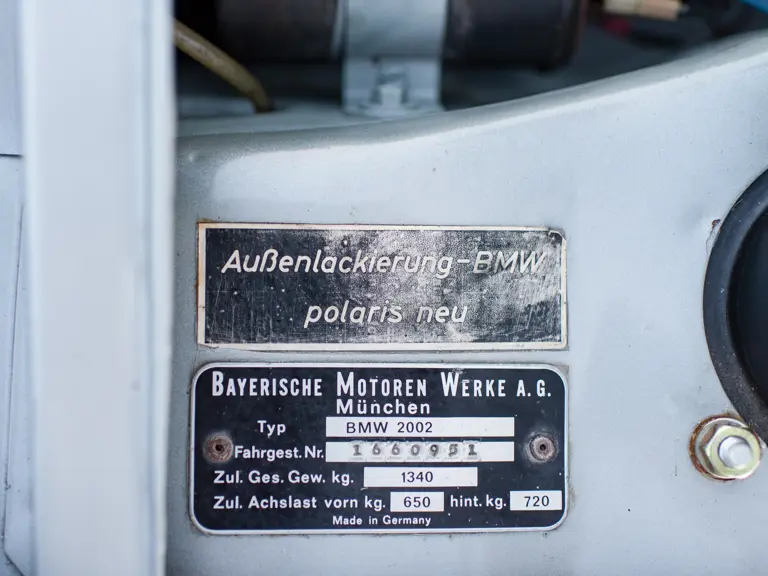 Außenlackierung-BMW
polaris neu
BAYERISCHE MOTOREN WERKE A.G.
München
Typ BMW 2002
Fahrgest. Nr. 1660951
Zul. Ges. Gew. kg. 1340
Zul. Achslast vorn kg. 650 hint. kg. 720
Made in Germany